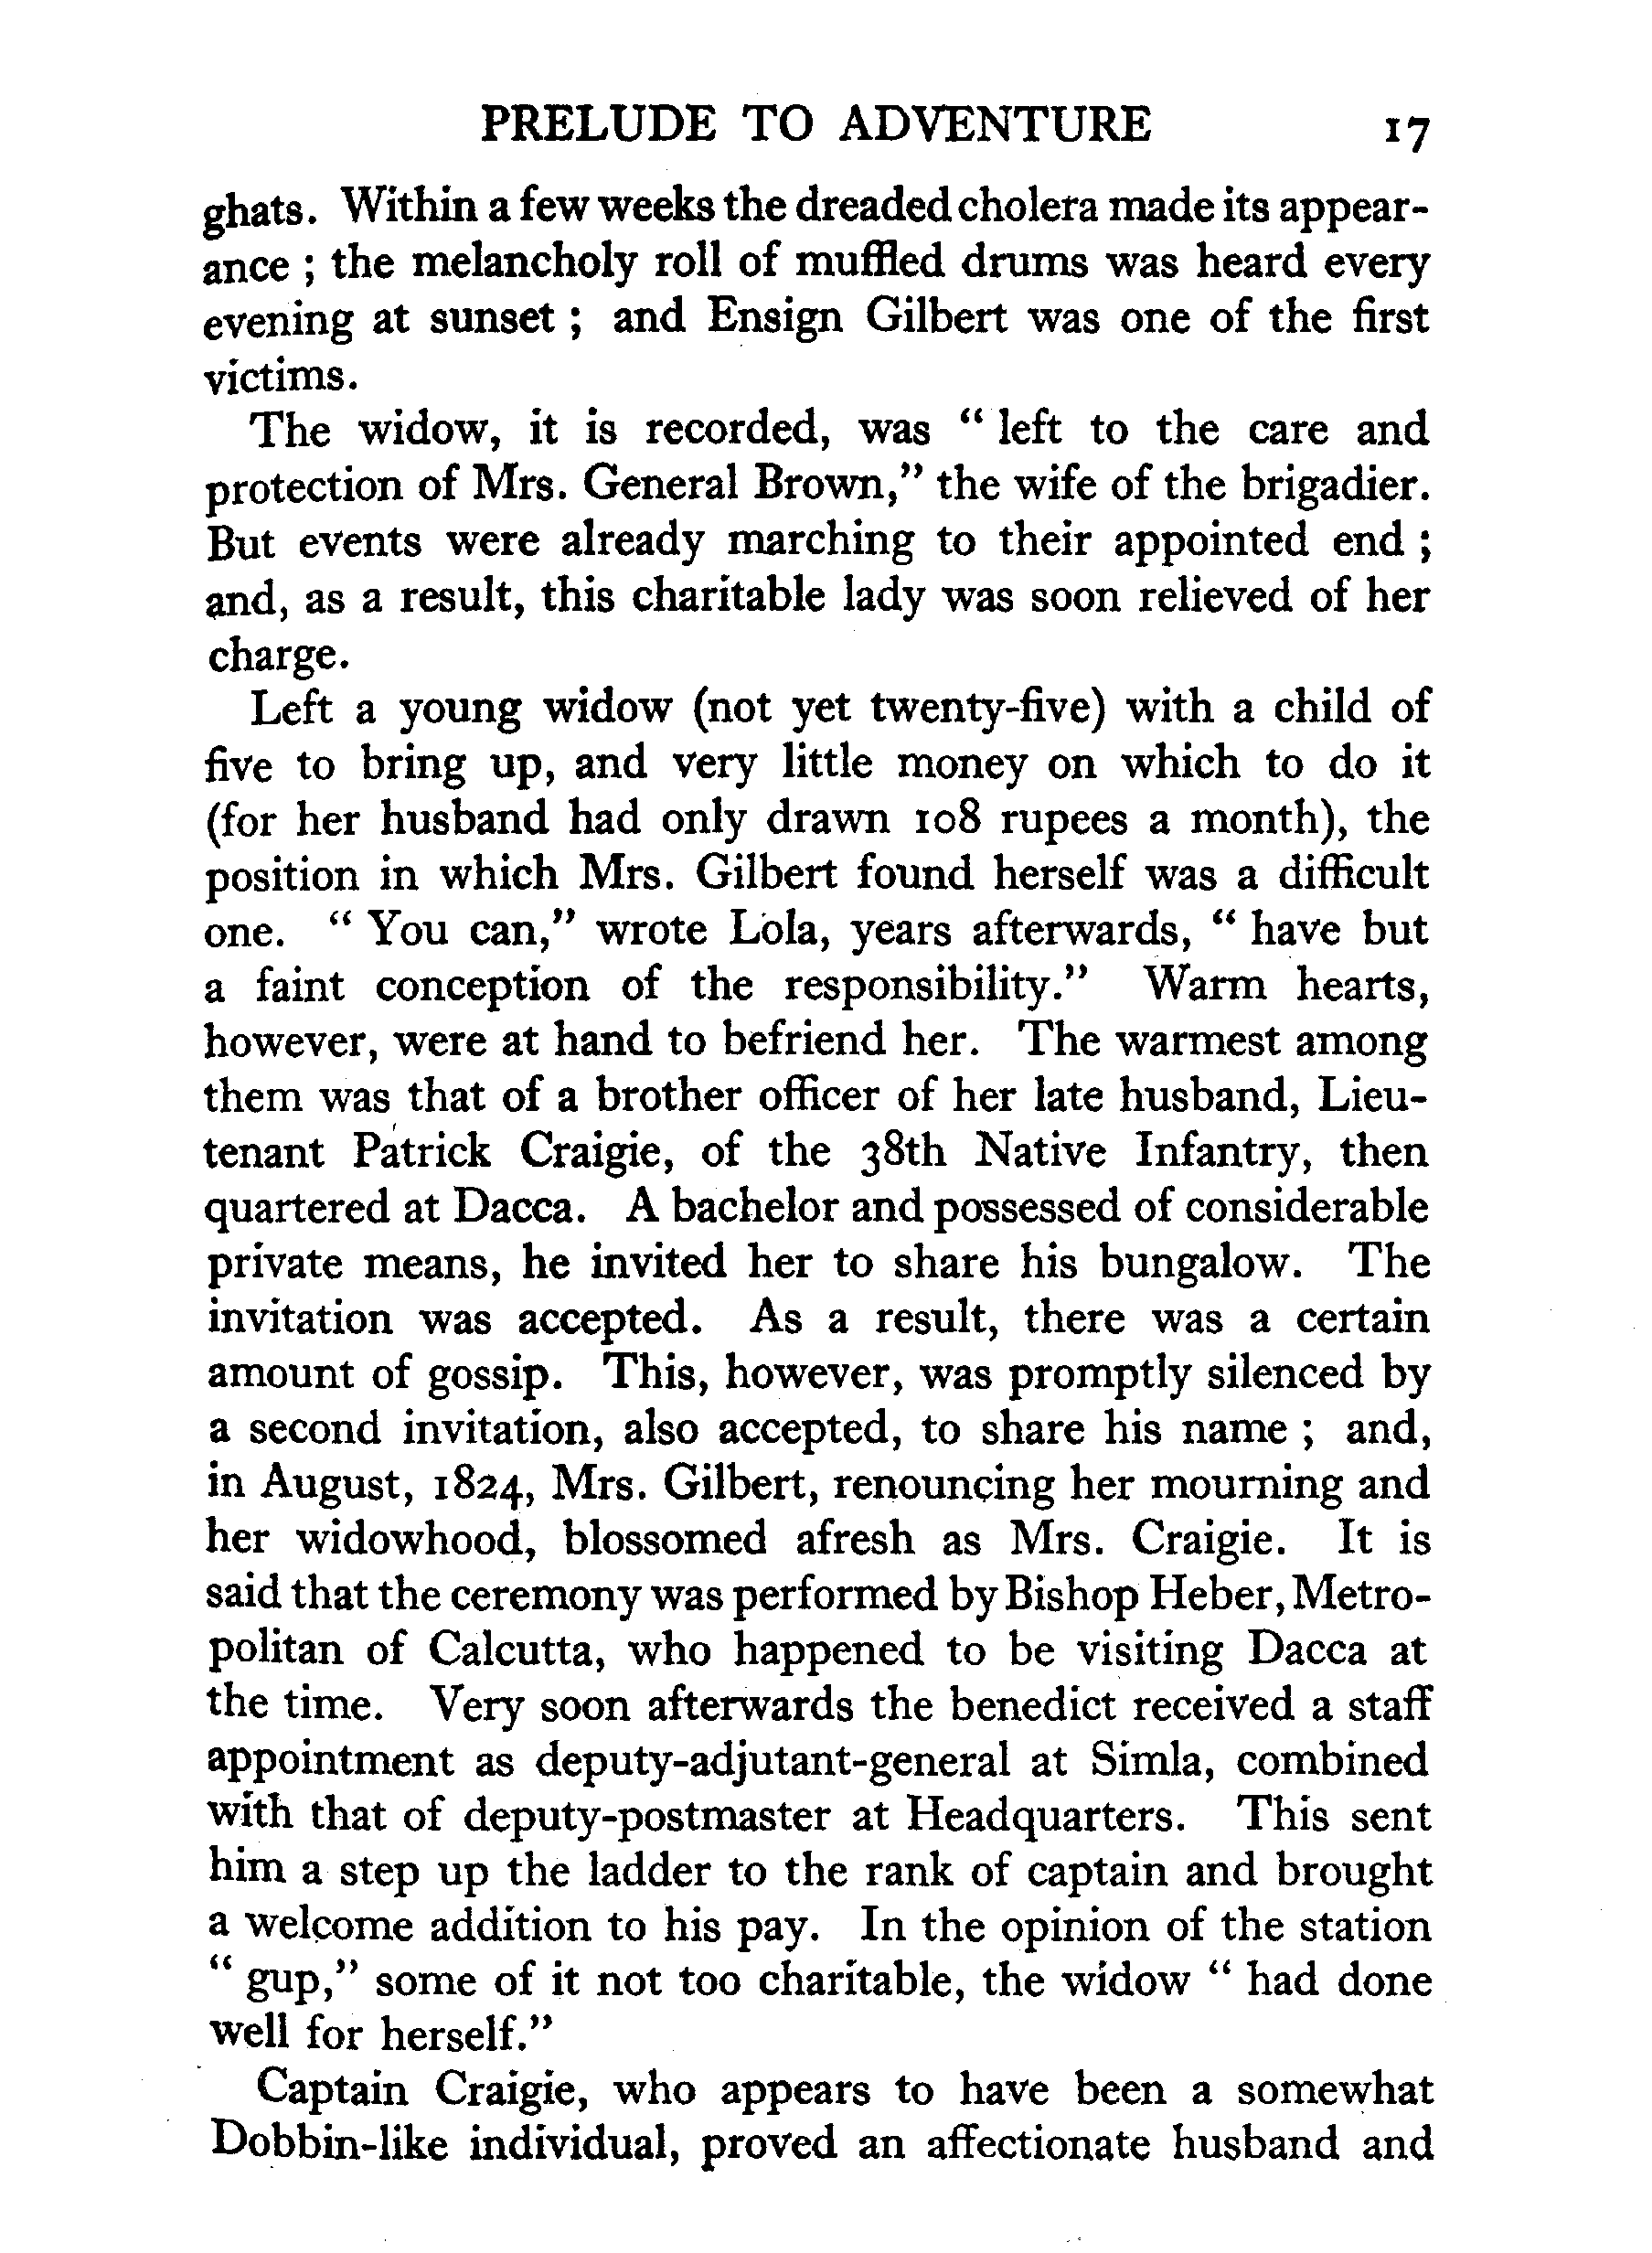 PRELUDE TO ADVENTURE 17
ghats. Within a few weeks the dreaded cholera made its appear-
ance ; the melancholy roll of muffled drums was heard every
evening at sunset ; and Ensign Gilbert was one of the first
victims.
The widow, it is recorded, was “ left to the care and
protection of Mrs. General Brown,” the wife of the brigadier.
But events were already marching to their appointed end ;
and, as a result, this charitable lady was soon relieved of her
charge.
Left a young widow (not yet twenty-five) with a child of
five to bring up, and very little money on which to do it
(for her husband had only drawn 108 rupees a month), the
position in which Mrs. Gilbert found herself was a difficult
one. “ You can,” wrote Lola, years afterwards, “ have but
a faint conception of the responsibility.” Warm hearts,
however, were at hand to befriend her. The warmest among
them was that of a brother officer of her late husband, Lieu-
tenant Patrick Craigie, of the 38th Native Infantry, then
quartered at Dacca. A bachelor and possessed of considerable
private means, he invited her to share his bungalow. The
invitation was accepted. As a result, there was a certain
amount of gossip. This, however, was promptly silenced by
a second invitation, also accepted, to share his name ; and,
in August, 1824, Mrs. Gilbert, renouncing her mourning and
her widowhood, blossomed afresh as Mrs. Craigie. It is
said that the ceremony was performed by Bishop Heber, Metro-
politan of Calcutta, who happened to be visiting Dacca at
the time. Very soon afterwards the benedict received a staff
appointment as deputy-adjutant-general at Simla, combined
with that of deputy-postmaster at Headquarters. This sent
him a step up the ladder to the rank of captain and brought
a welcome addition to his pay. In the opinion of the station
“ gup,” some of it not too charitable, the widow “ had done
well for herself.”
Captain Craigie, who appears to have been a somewhat
Dobbin-like individual, proved an affectionate husband and